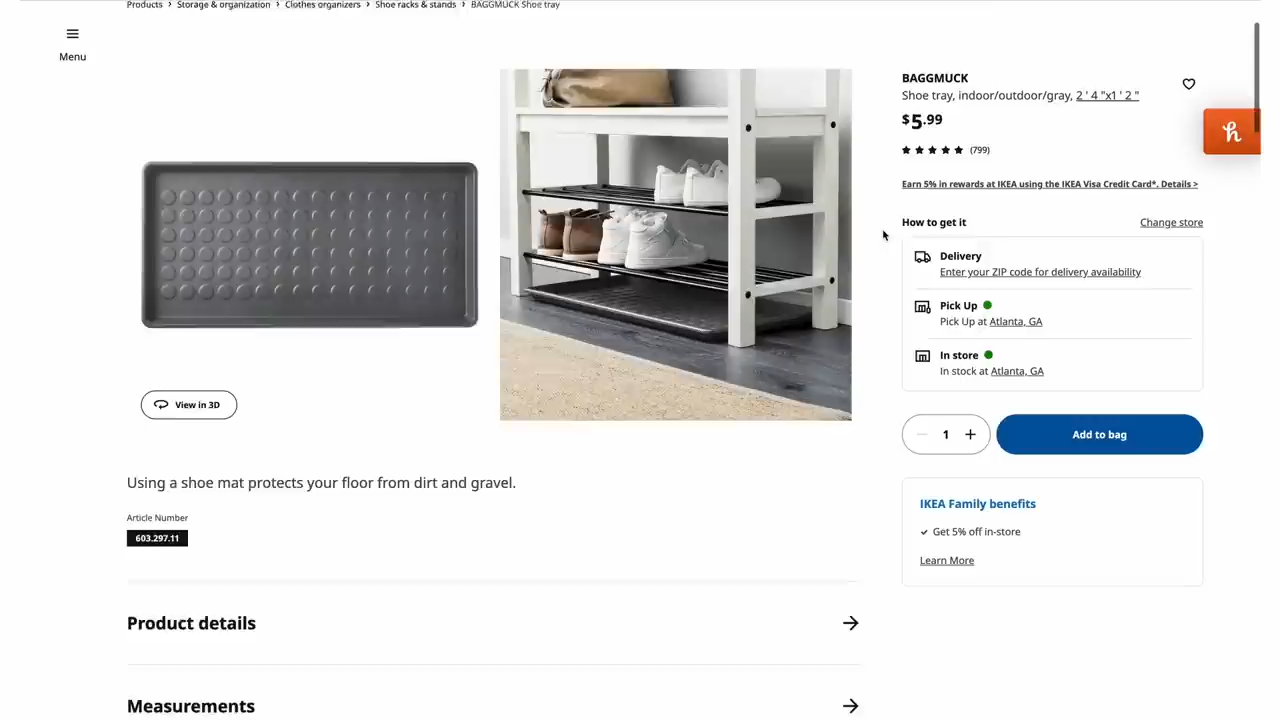 Products › Storage & organization › Clothes organizers › Shoe racks & stands › BAGGMUCK Shoe tray
Menu
BAGGMUCK
Shoe tray, indoor/outdoor/gray, 2 ' 4 "x1 ' 2 "
$5.99
(799)
Earn 5% in rewards at IKEA using the IKEA Visa Credit Card*. Details >
How to get it
Change store
Delivery
Enter your ZIP code for delivery availability
Pick Up
Pick Up at Atlanta, GA
In store
In stock at Atlanta, GA
View in 3D
1
Add to bag
Using a shoe mat protects your floor from dirt and gravel.
Article Number
603.297.11
IKEA Family benefits
Get 5% off in-store
Learn More
Product details
Measurements